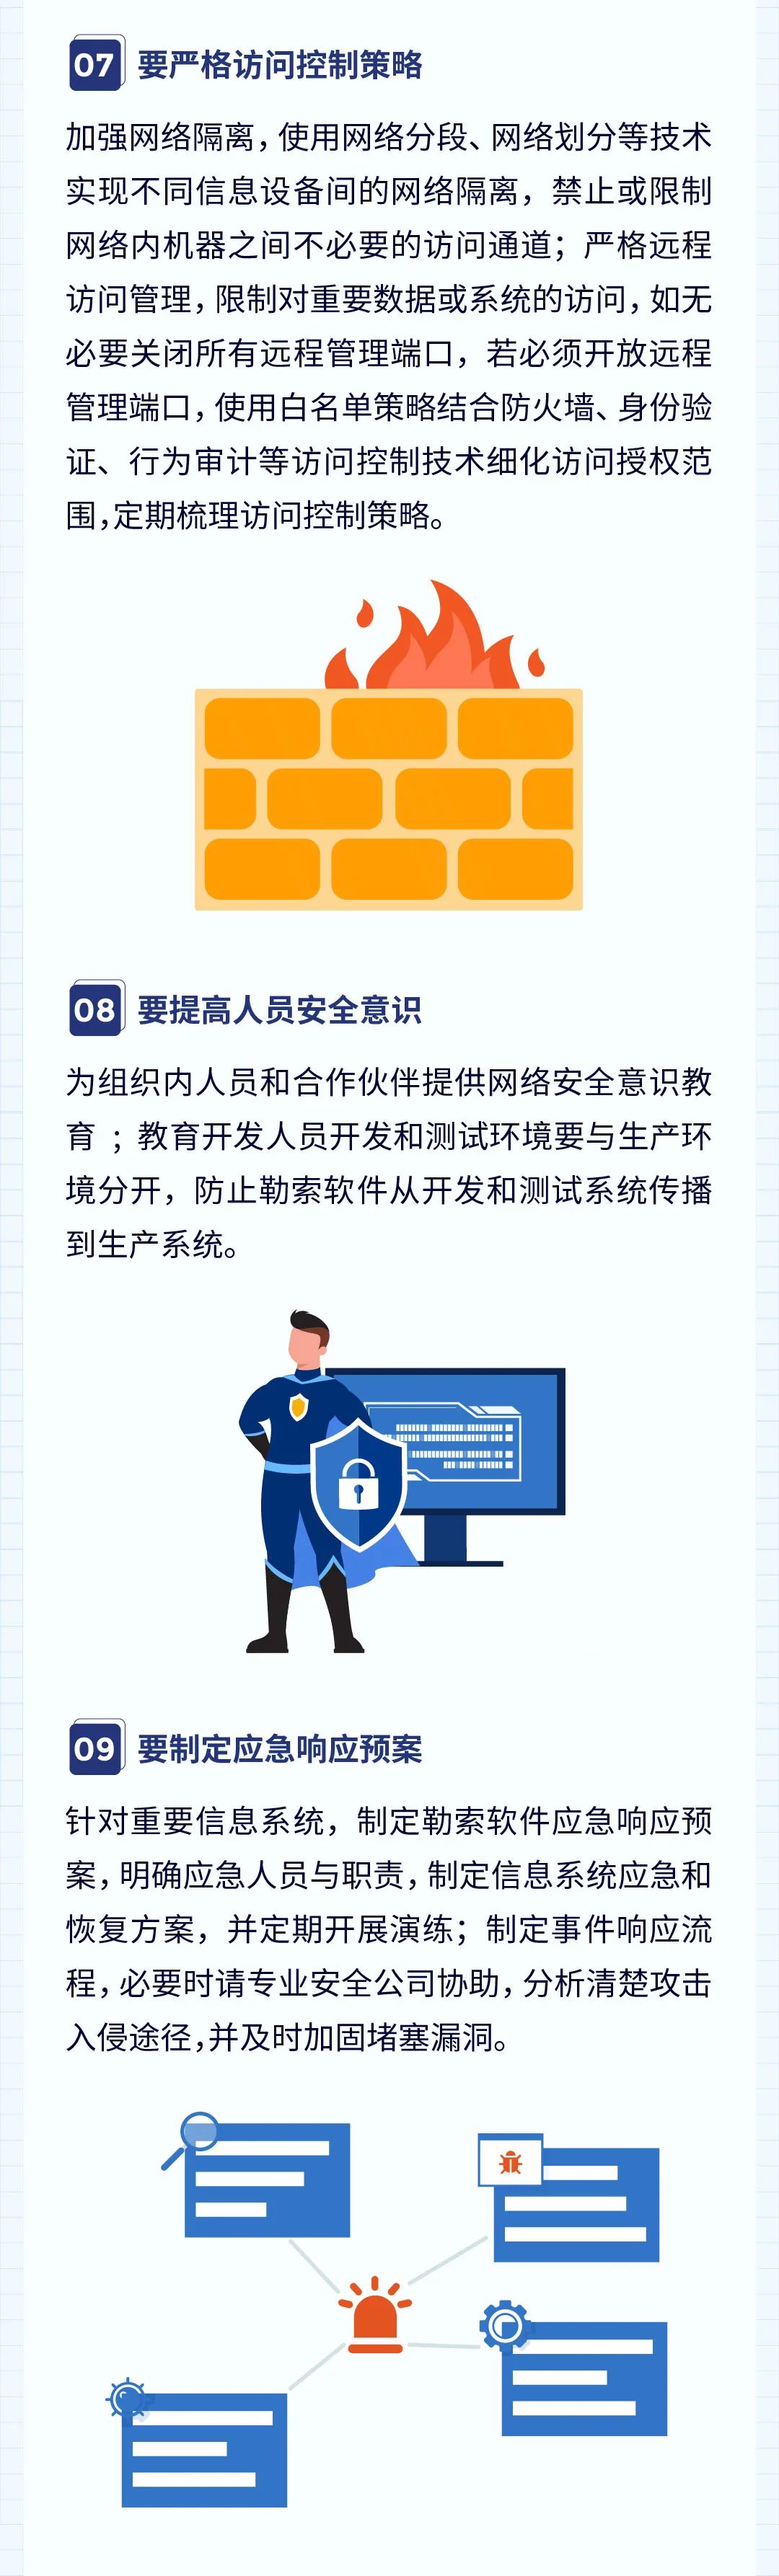 07 要严格访问控制策略
加强网络隔离，使用网络分段、网络划分等技术
实现不同信息设备间的网络隔离，禁止或限制
网络内机器之间不必要的访问通道；严格远程
访问管理，限制对重要数据或系统的访问，如无
必要关闭所有远程管理端口，若必须开放远程
管理端口，使用白名单策略结合防火墙、身份验
证、行为审计等访问控制技术细化访问授权范
围，定期梳理访问控制策略。
08 要提高人员安全意识
为组织内人员和合作伙伴提供网络安全意识教
育 ；教育开发人员开发和测试环境要与生产环
境分开，防止勒索软件从开发和测试系统传播
到生产系统。
09 要制定应急响应预案
针对重要信息系统，制定勒索软件应急响应预
案，明确应急人员与职责，制定信息系统应急和
恢复方案，并定期开展演练；制定事件响应流
程，必要时请专业安全公司协助，分析清楚攻击
入侵途径，并及时加固堵塞漏洞。